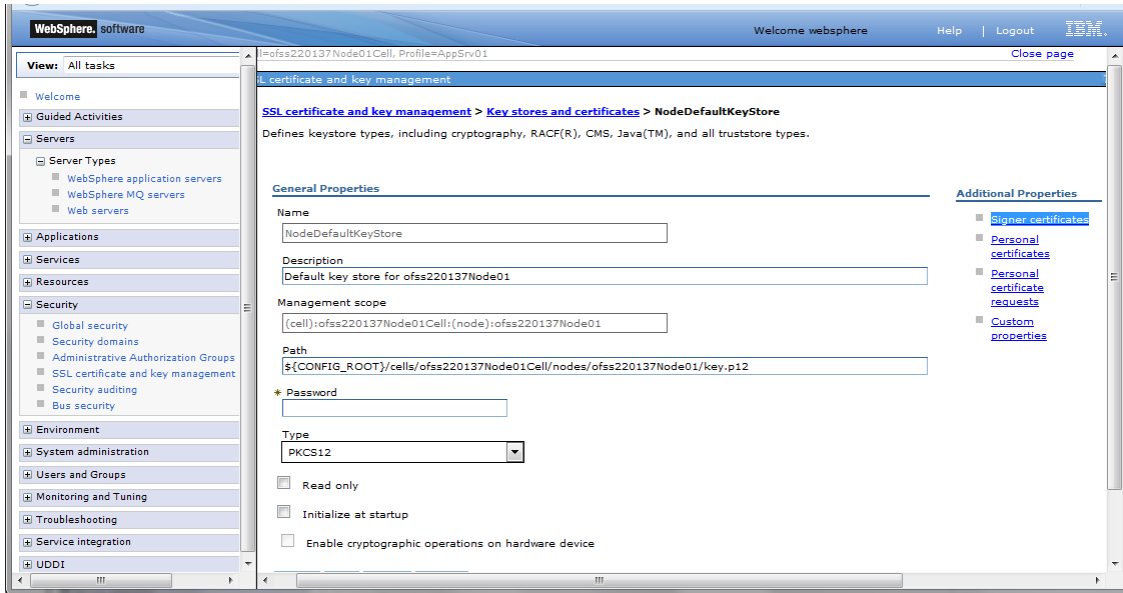 WebSphere. software
Welcome websphere
Help | Logout
IBM.
View: All tasks
Welcome
Guided Activities
Servers
Server Types
WebSphere application servers
WebSphere MQ servers
Web servers
Applications
Services
Resources
Security
Global security
Security domains
Administrative Authorization Groups
SSL certificate and key management
Security auditing
Bus security
Environment
System administration
Users and Groups
Monitoring and Tuning
Troubleshooting
Service integration
UDDI
ll=ofss220137Node01Cell, Profile=AppSrv01
Close page
SL certificate and key management
SSL certificate and key management > Key stores and certificates > NodeDefaultKeyStore
Defines keystore types, including cryptography, RACF(R), CMS, Java(TM), and all truststore types.
General Properties
Name
NodeDefaultKeyStore
Description
Default key store for ofss220137Node01
Management scope
(cell):ofss220137Node01Cell:(node):ofss220137Node01
Path
${CONFIG_ROOT}/cells/ofss220137Node01Cell/nodes/ofss220137Node01/key.p12
* Password
Type
PKCS12
Read only
Initialize at startup
Enable cryptographic operations on hardware device
Additional Properties
Signer certificates
Personal
certificates
Personal
certificate
requests
Custom
properties